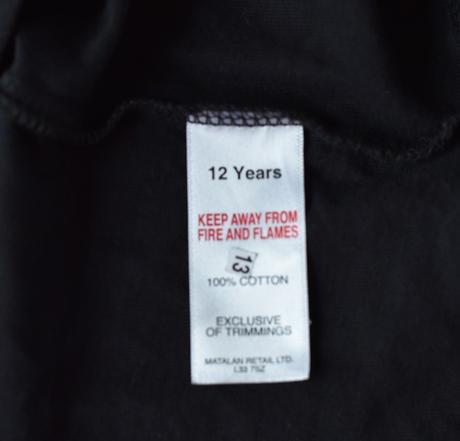 12 Years
KEEP AWAY FROM
FIRE AND FLAMES
13
100% COTTON
EXCLUSIVE
OF TRIMMINGS
MATALAN RETAIL LTD.
L33 7SZ